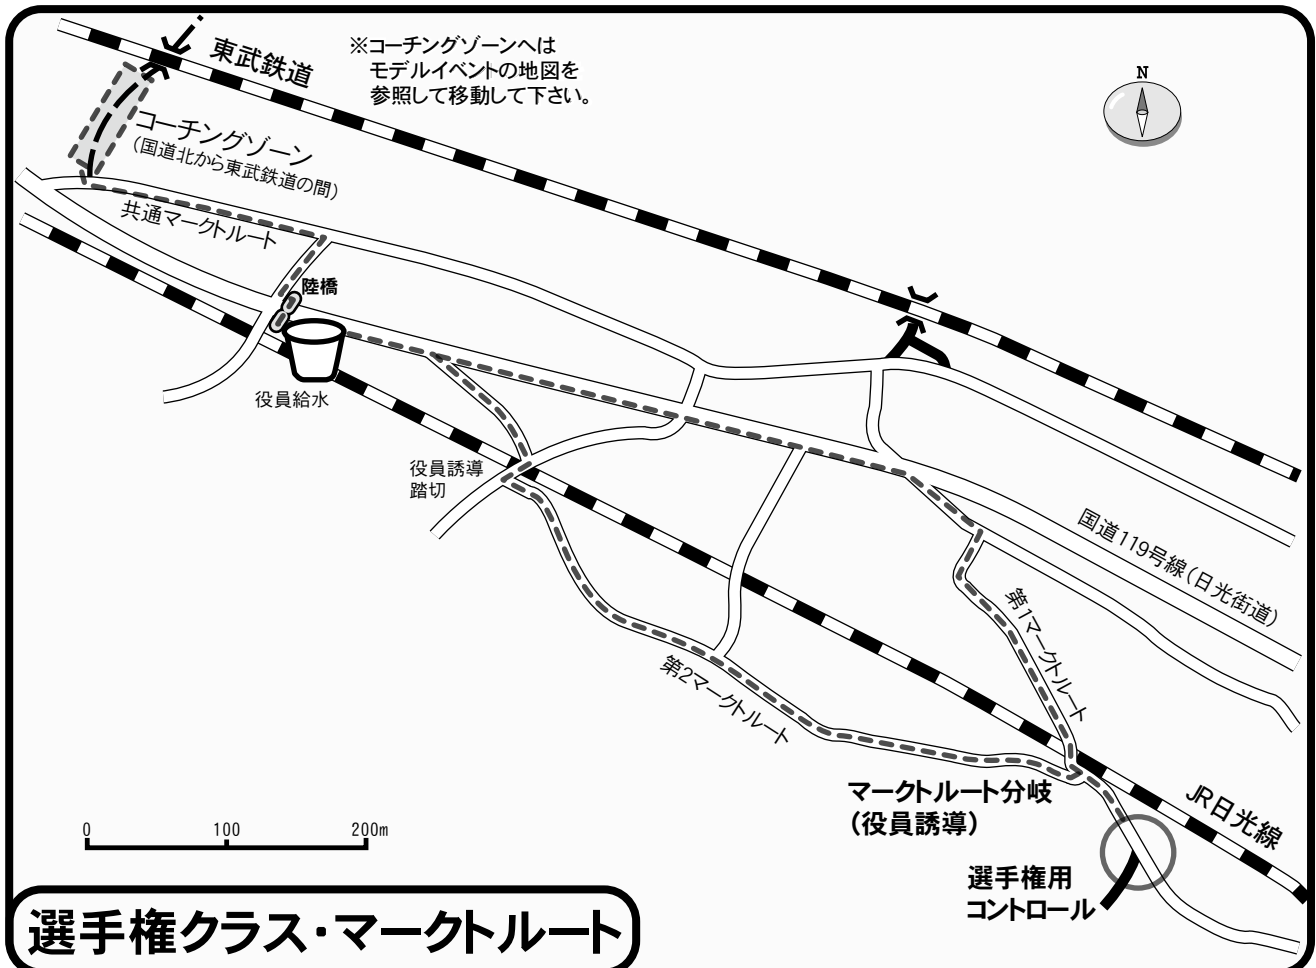 東武鉄道
※コーチングゾーンへは
モデルイベントの地図を
参照して移動して下さい。
N
コーチングゾーン
(国道北から東武鉄道の間)
共通マークトルート
陸橋
役員給水
役員誘導
踏切
国道119号線(日光街道)
第1マークトルート
第2マークトルート
マークトルート分岐
(役員誘導)
JR日光線
選手権用
コントロール
0 100 200m
選手権クラス・マークトルート